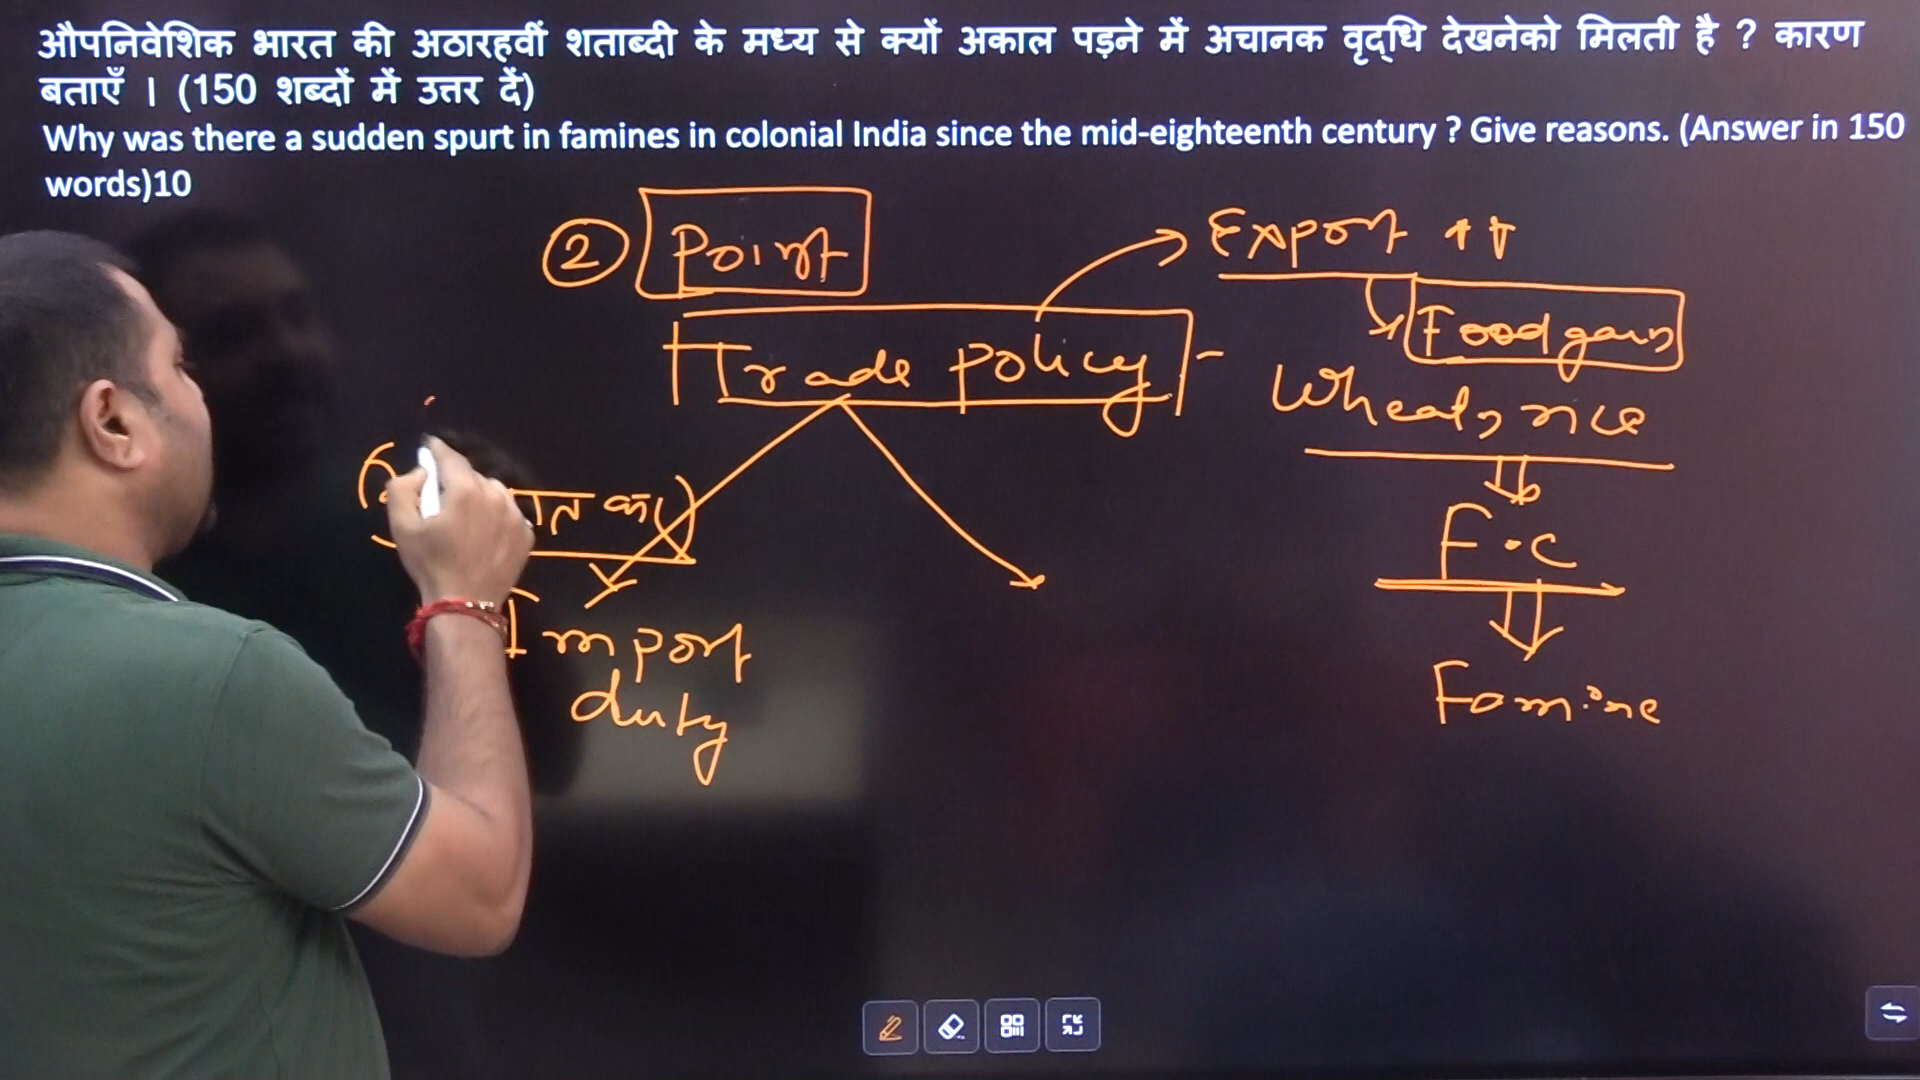 औपनिवेशिक भारत की अठारहवीं शताब्दी के मध्य से क्यों अकाल पड़ने में अचानक वृद्धि देखनेको मिलती है ? कारण
बताएँ । (150 शब्दों में उत्तर दें)
Why was there a sudden spurt in famines in colonial India since the mid-eighteenth century ? Give reasons. (Answer in 150
words)10
② Point
Export ↑↑
Food gains
Trade policy -
Wheat, rice
F.C
Import
duty
Famine